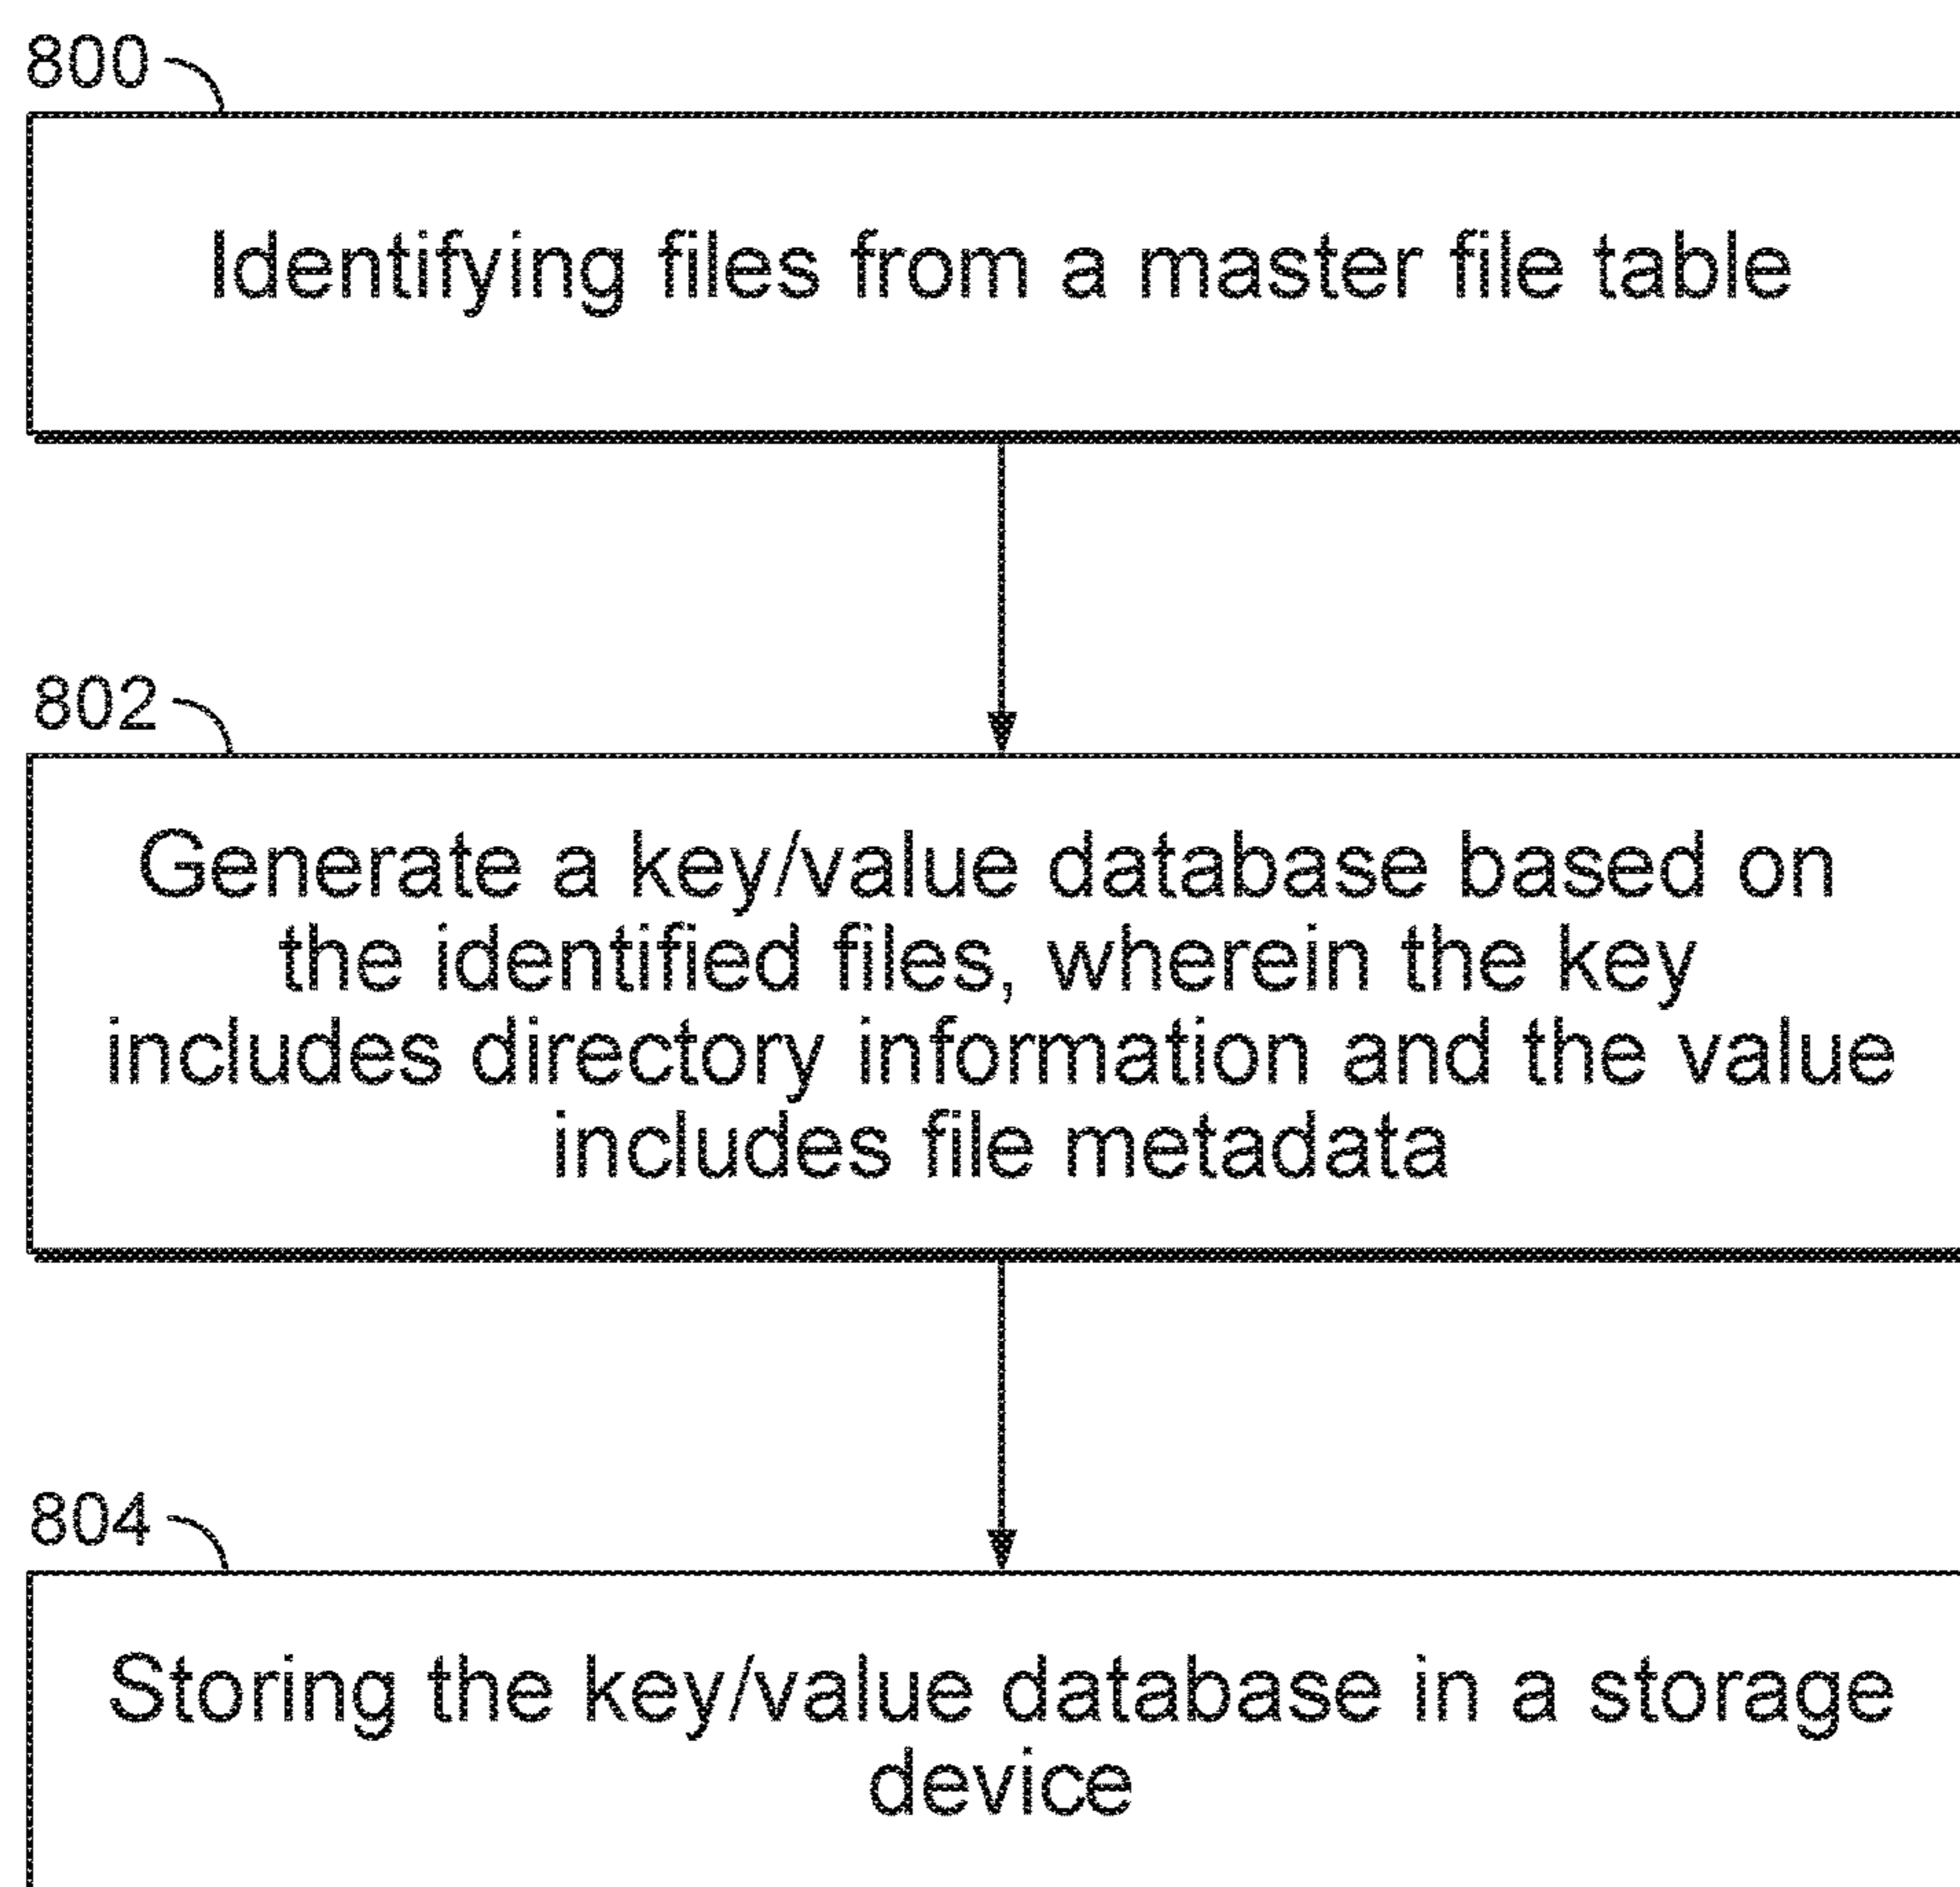 800
Identifying files from a master file table
802
Generate a key/value database based on
the identified files, wherein the key
includes directory information and the value
includes file metadata
804
Storing the key/value database in a storage
device